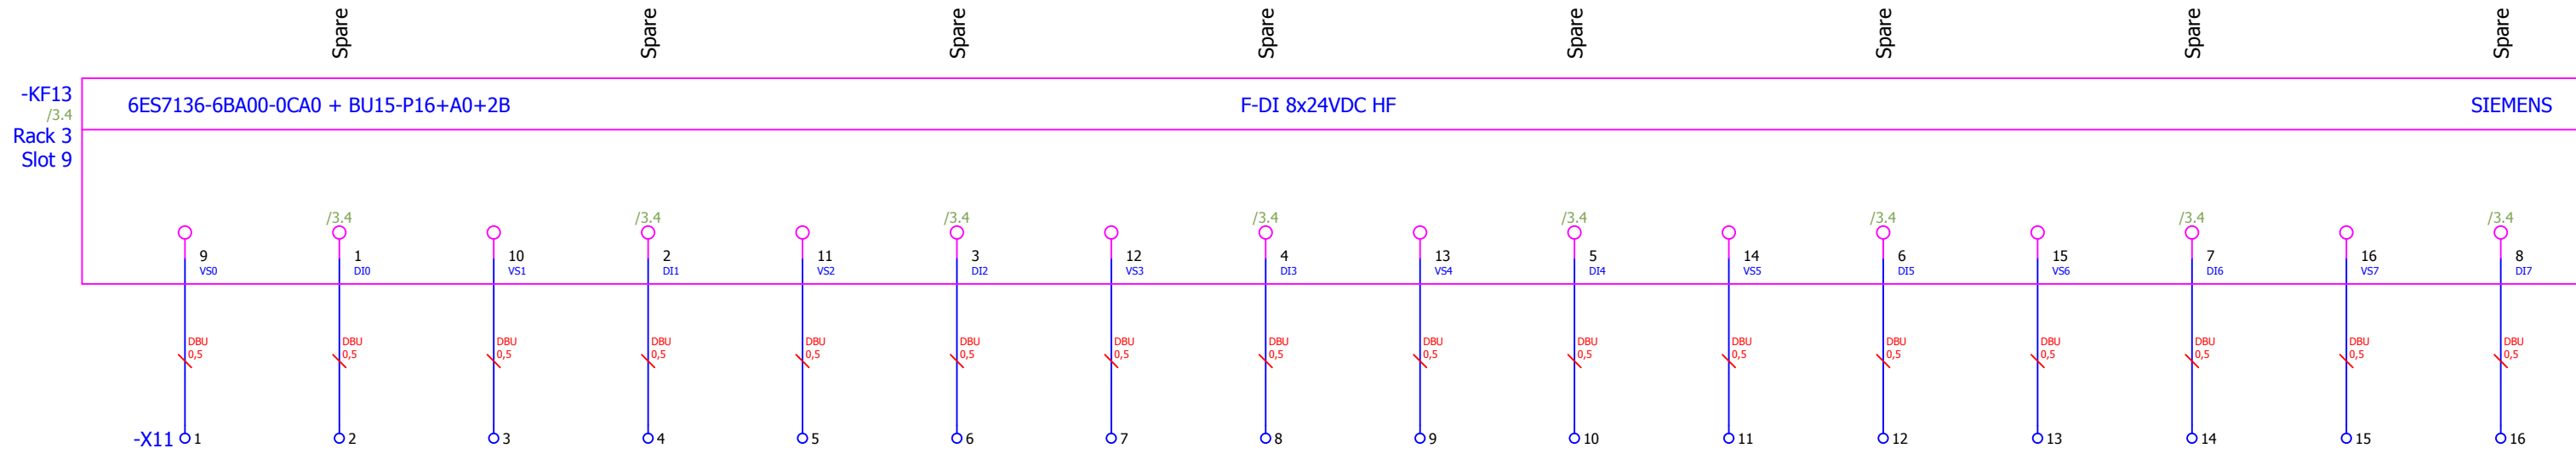 Spare Spare Spare Spare Spare Spare Spare Spare
-KF13
/3.4
Rack 3
Slot 9
6ES7136-6BA00-0CA0 + BU15-P16+A0+2B F-DI 8x24VDC HF SIEMENS
/3.4 /3.4 /3.4 /3.4 /3.4 /3.4 /3.4 /3.4
9 1 10 2 11 3 12 4 13 5 14 6 15 7 16 8
VS0 DI0 VS1 DI1 VS2 DI2 VS3 DI3 VS4 DI4 VS5 DI5 VS6 DI6 VS7 DI7
DBU DBU DBU DBU DBU DBU DBU DBU DBU DBU DBU DBU DBU DBU DBU DBU
0,5 0,5 0,5 0,5 0,5 0,5 0,5 0,5 0,5 0,5 0,5 0,5 0,5 0,5 0,5 0,5
-X11 1 2 3 4 5 6 7 8 9 10 11 12 13 14 15 16